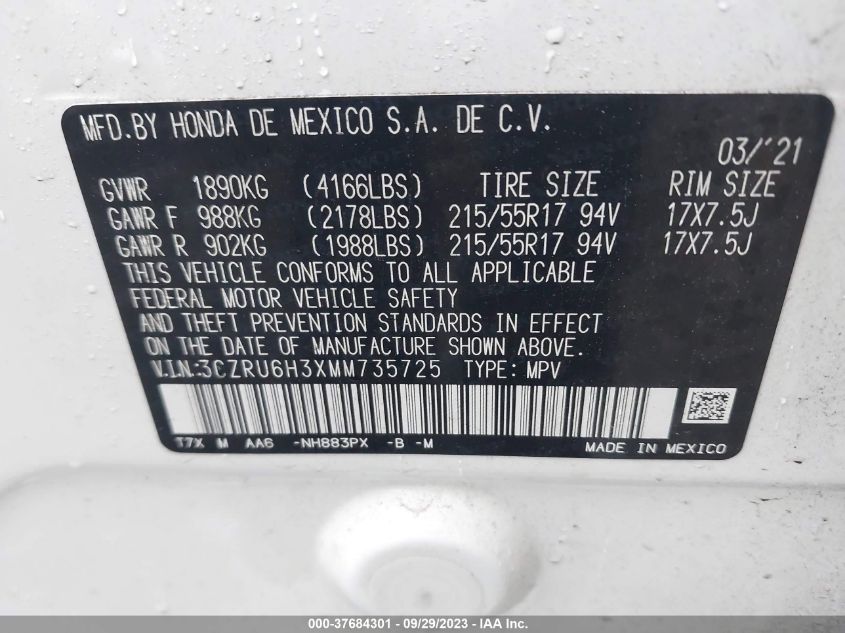 MFD.BY HONDA DE MEXICO S.A. DE C.V.
03/'21
GVWR 1890KG (4166LBS) TIRE SIZE RIM SIZE
GAWR F 988KG (2178LBS) 215/55R17 94V 17X7.5J
GAWR R 902KG (1988LBS) 215/55R17 94V 17X7.5J
THIS VEHICLE CONFORMS TO ALL APPLICABLE
FEDERAL MOTOR VEHICLE SAFETY
AND THEFT PREVENTION STANDARDS IN EFFECT
ON THE DATE OF MANUFACTURE SHOWN ABOVE.
V.I.N:3CZRU6H3XMM735725 TYPE: MPV
T7X M AA6 -NH883PX -B -M MADE IN MEXICO
000-37684301 - 09/29/2023 - IAA Inc.